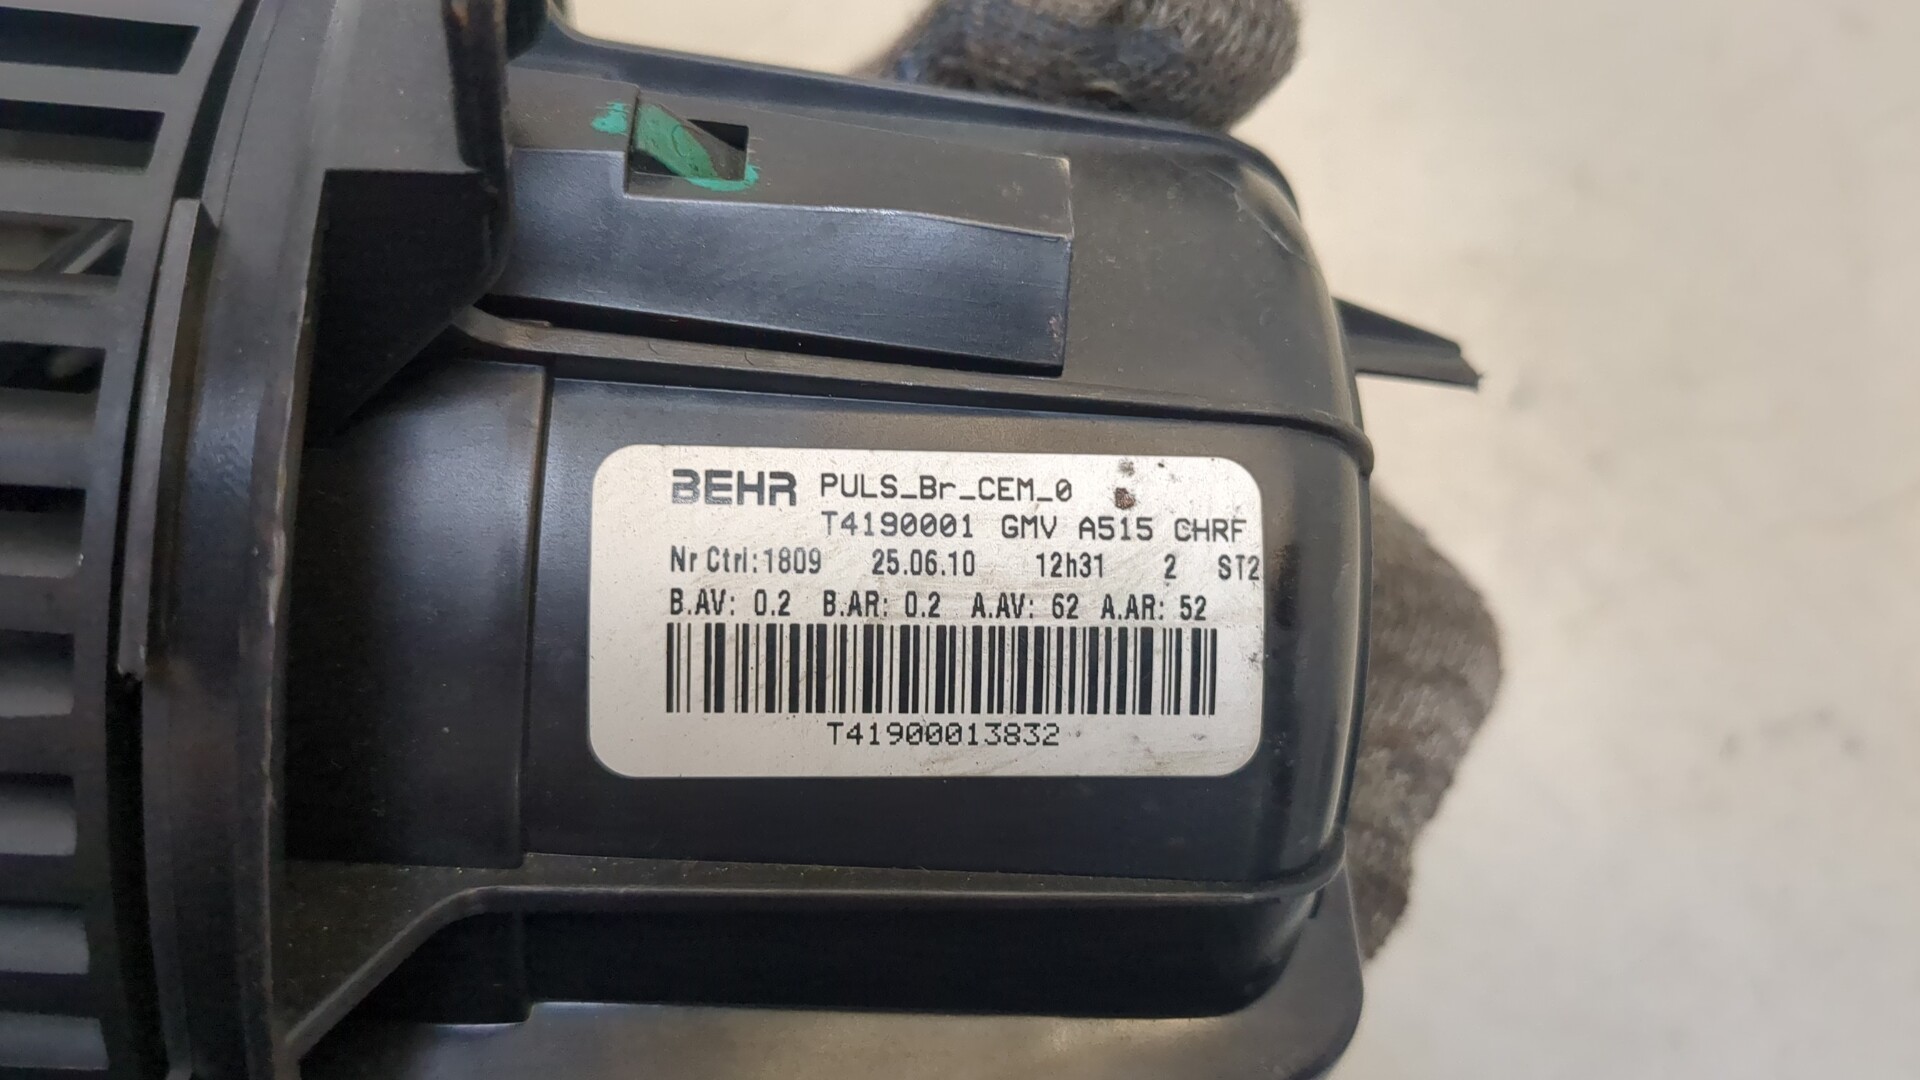 BEHR PULS_Br_CEM_0
T4190001 GMV A515 CHRF
Nr Ctrl:1809 25.06.10 12h31 2 ST2
B.AV: 0.2 B.AR: 0.2 A.AV: 62 A.AR: 52
T41900013832